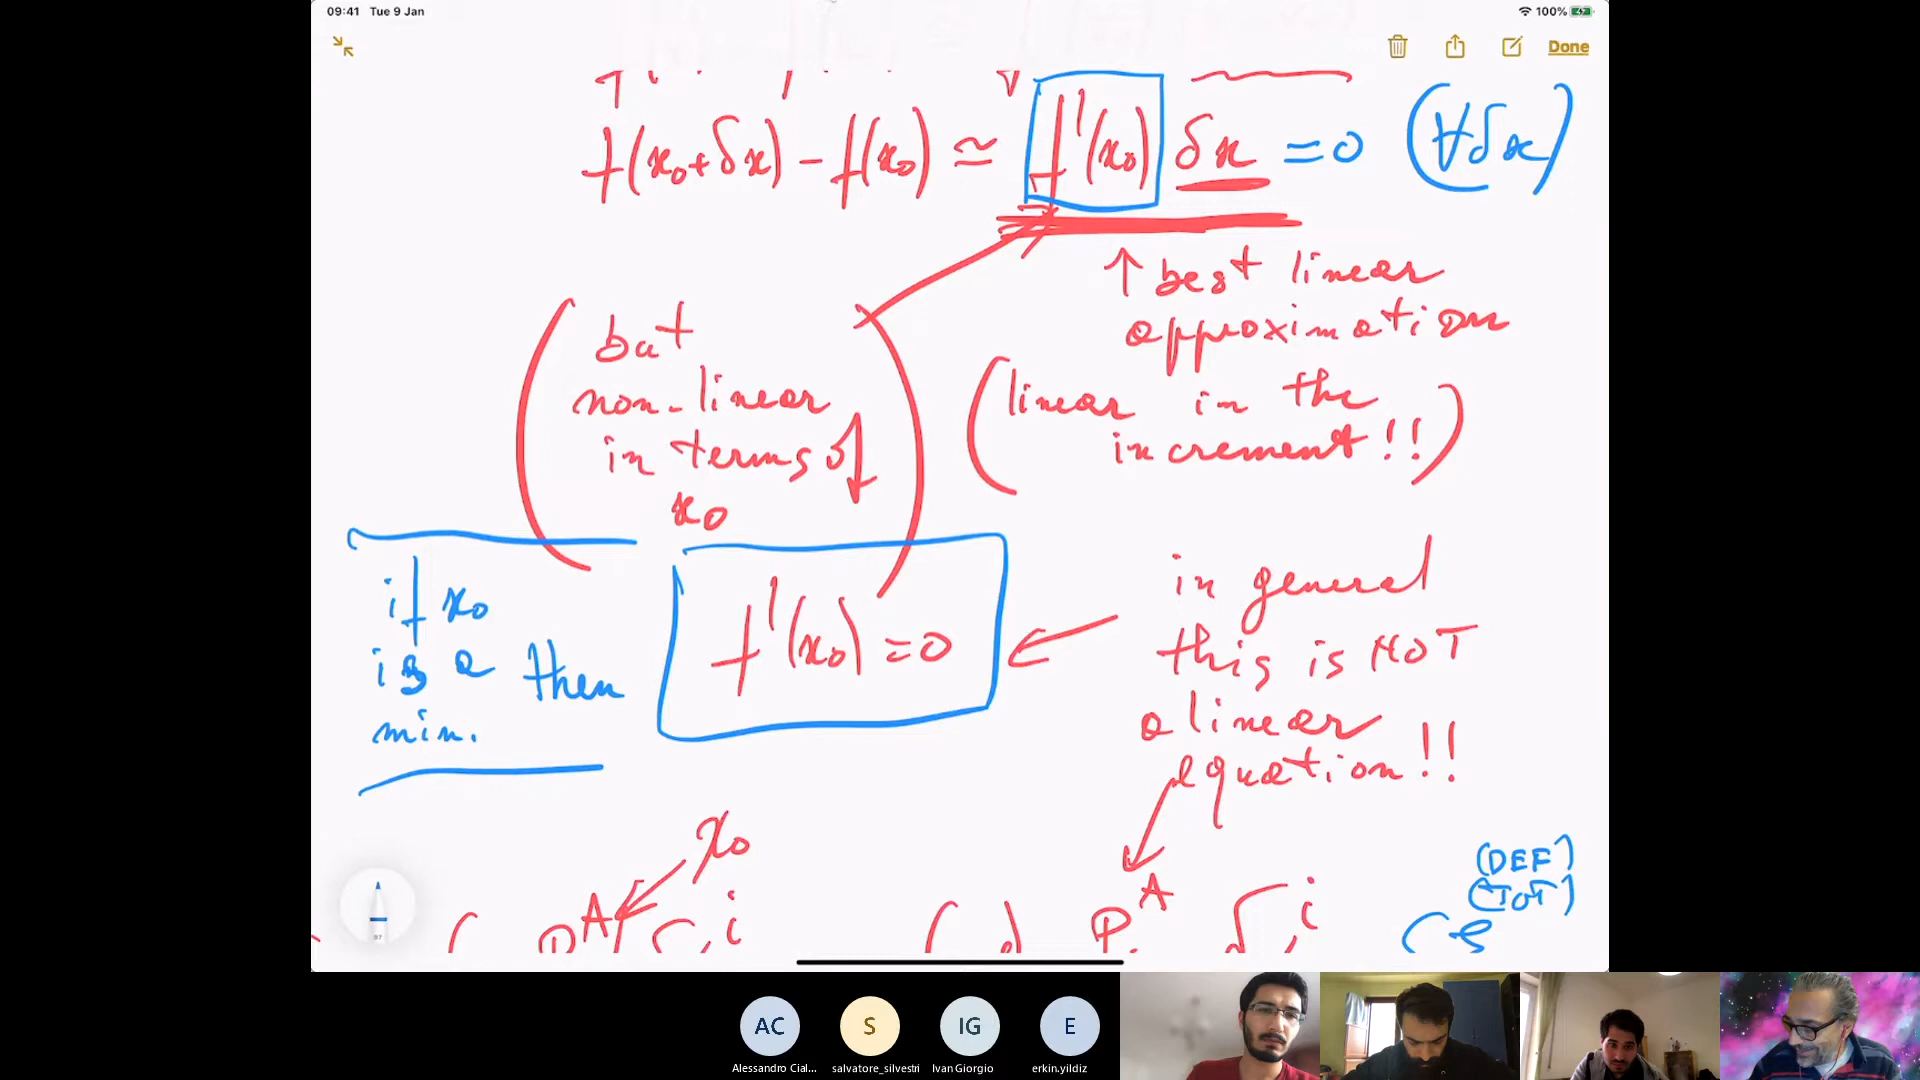 09:41 Tue 9 Jan
100%
Done
f(x₀+δx) - f(x₀) ≃ f'(x₀) δx = 0 (∀δx)
↑ best linear
approximation
(linear in the
increment!!)
but
non-linear
in terms of
x₀
if x₀
is a then
min.
f'(x₀) = 0
in general
this is NOT
a linear
equation!!
x₀
A
i
P A i
(DEF)
(TOT)
97
AC
S
IG
E
Alessandro Cial...
salvatore_silvestri
Ivan Giorgio
erkin.yildiz